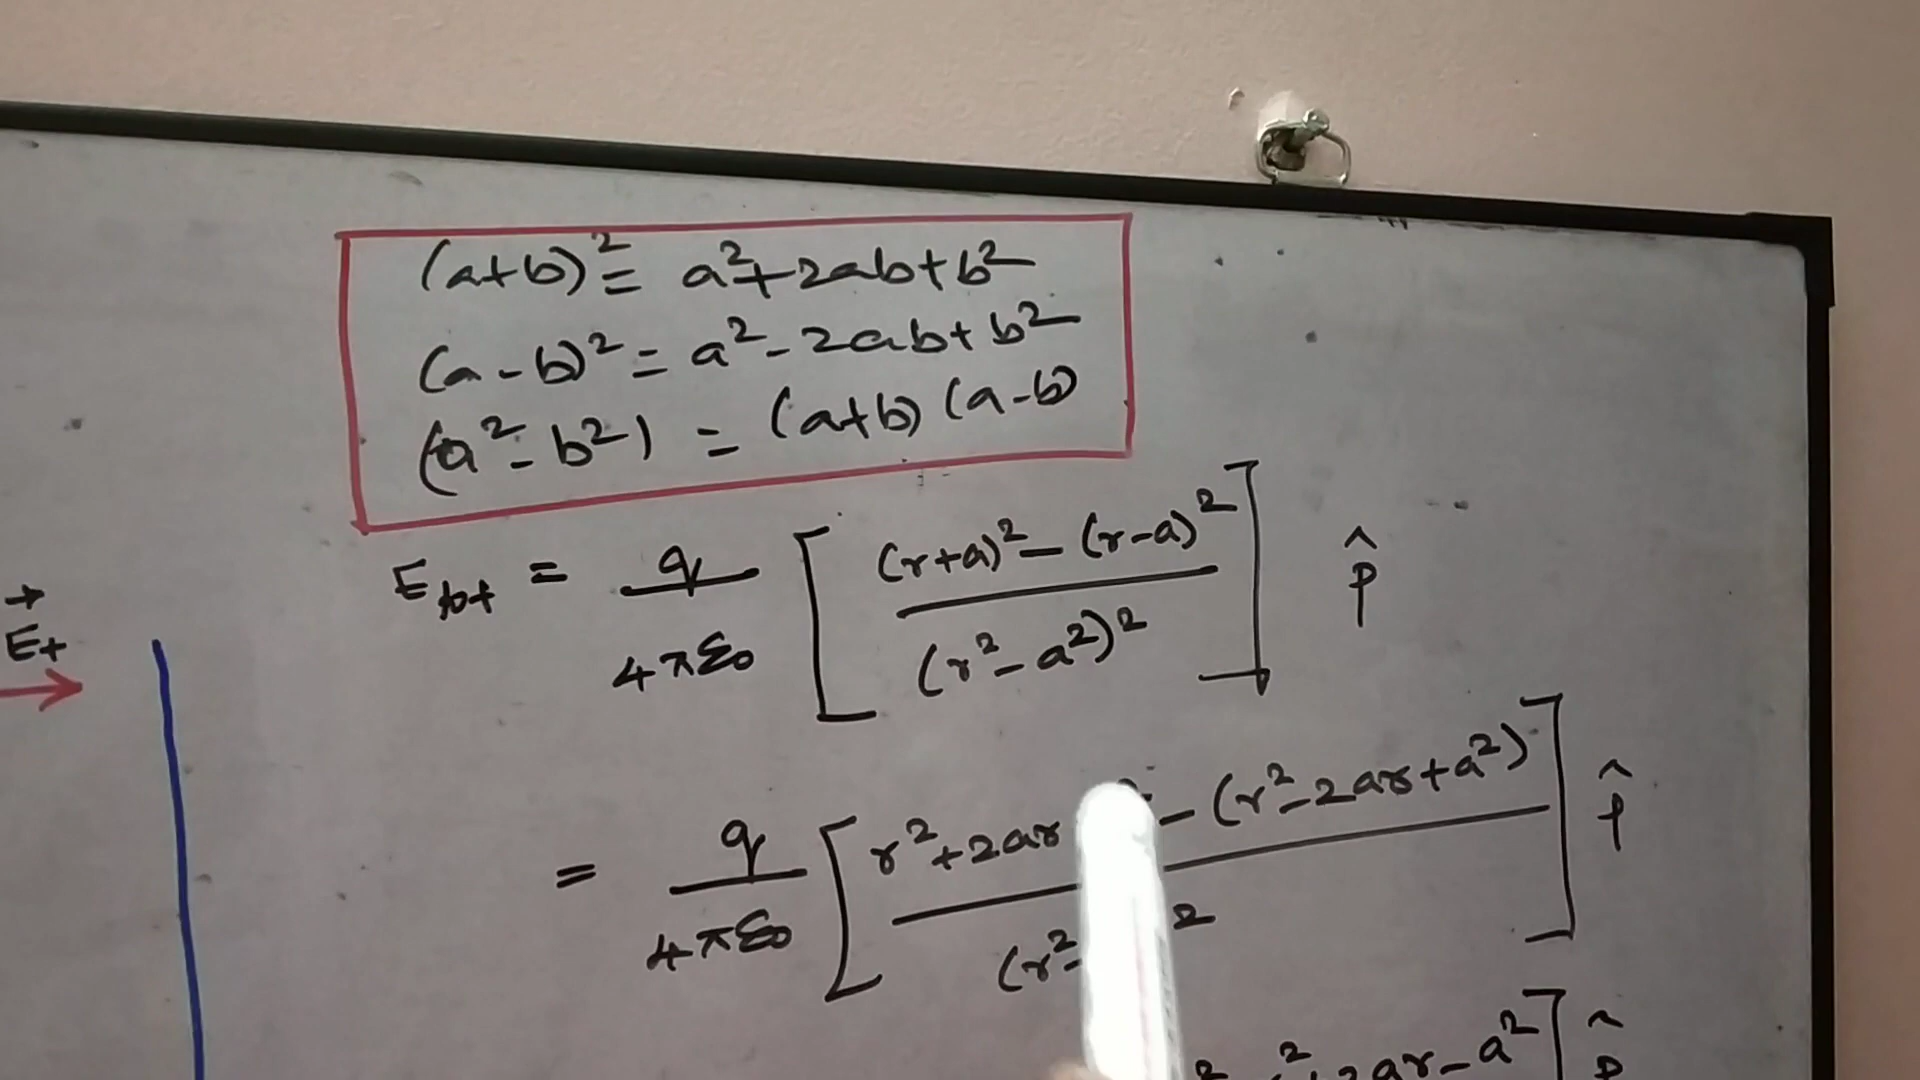 (a+b)² = a²+2ab+b²
(a-b)² = a²-2ab+b²
(a²-b²) = (a+b) (a-b)
E⃗+
E_tot = q/4πε₀ [ (r+a)² - (r-a)² / (r²-a²)² ] p̂
= q/4πε₀ [ r²+2ar - (r²-2ar+a²) / (r²- ² ] p̂
+2ar-a² ] p̂